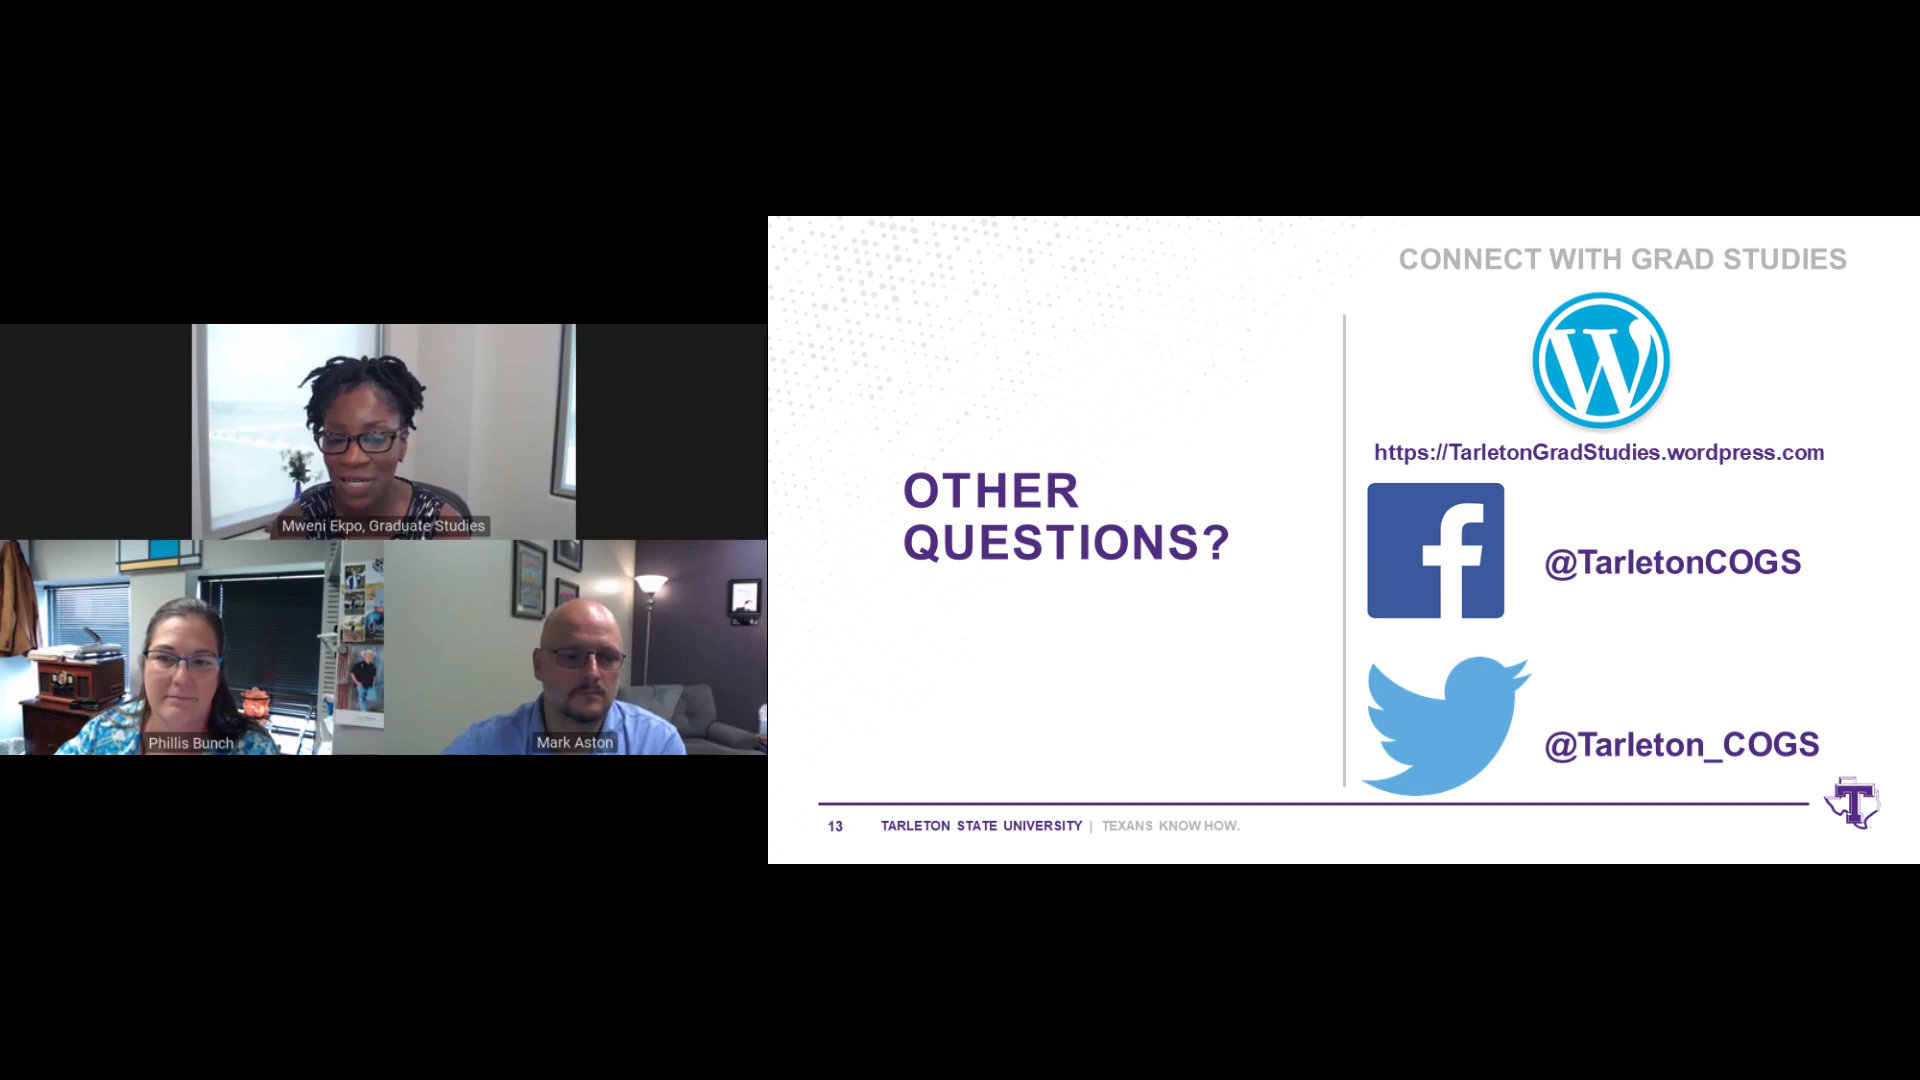 Mweni Ekpo, Graduate Studies
Phillis Bunch
Mark Aston
CONNECT WITH GRAD STUDIES
https://TarletonGradStudies.wordpress.com
OTHER
QUESTIONS?
@TarletonCOGS
@Tarleton_COGS
13 TARLETON STATE UNIVERSITY | TEXANS KNOW HOW.